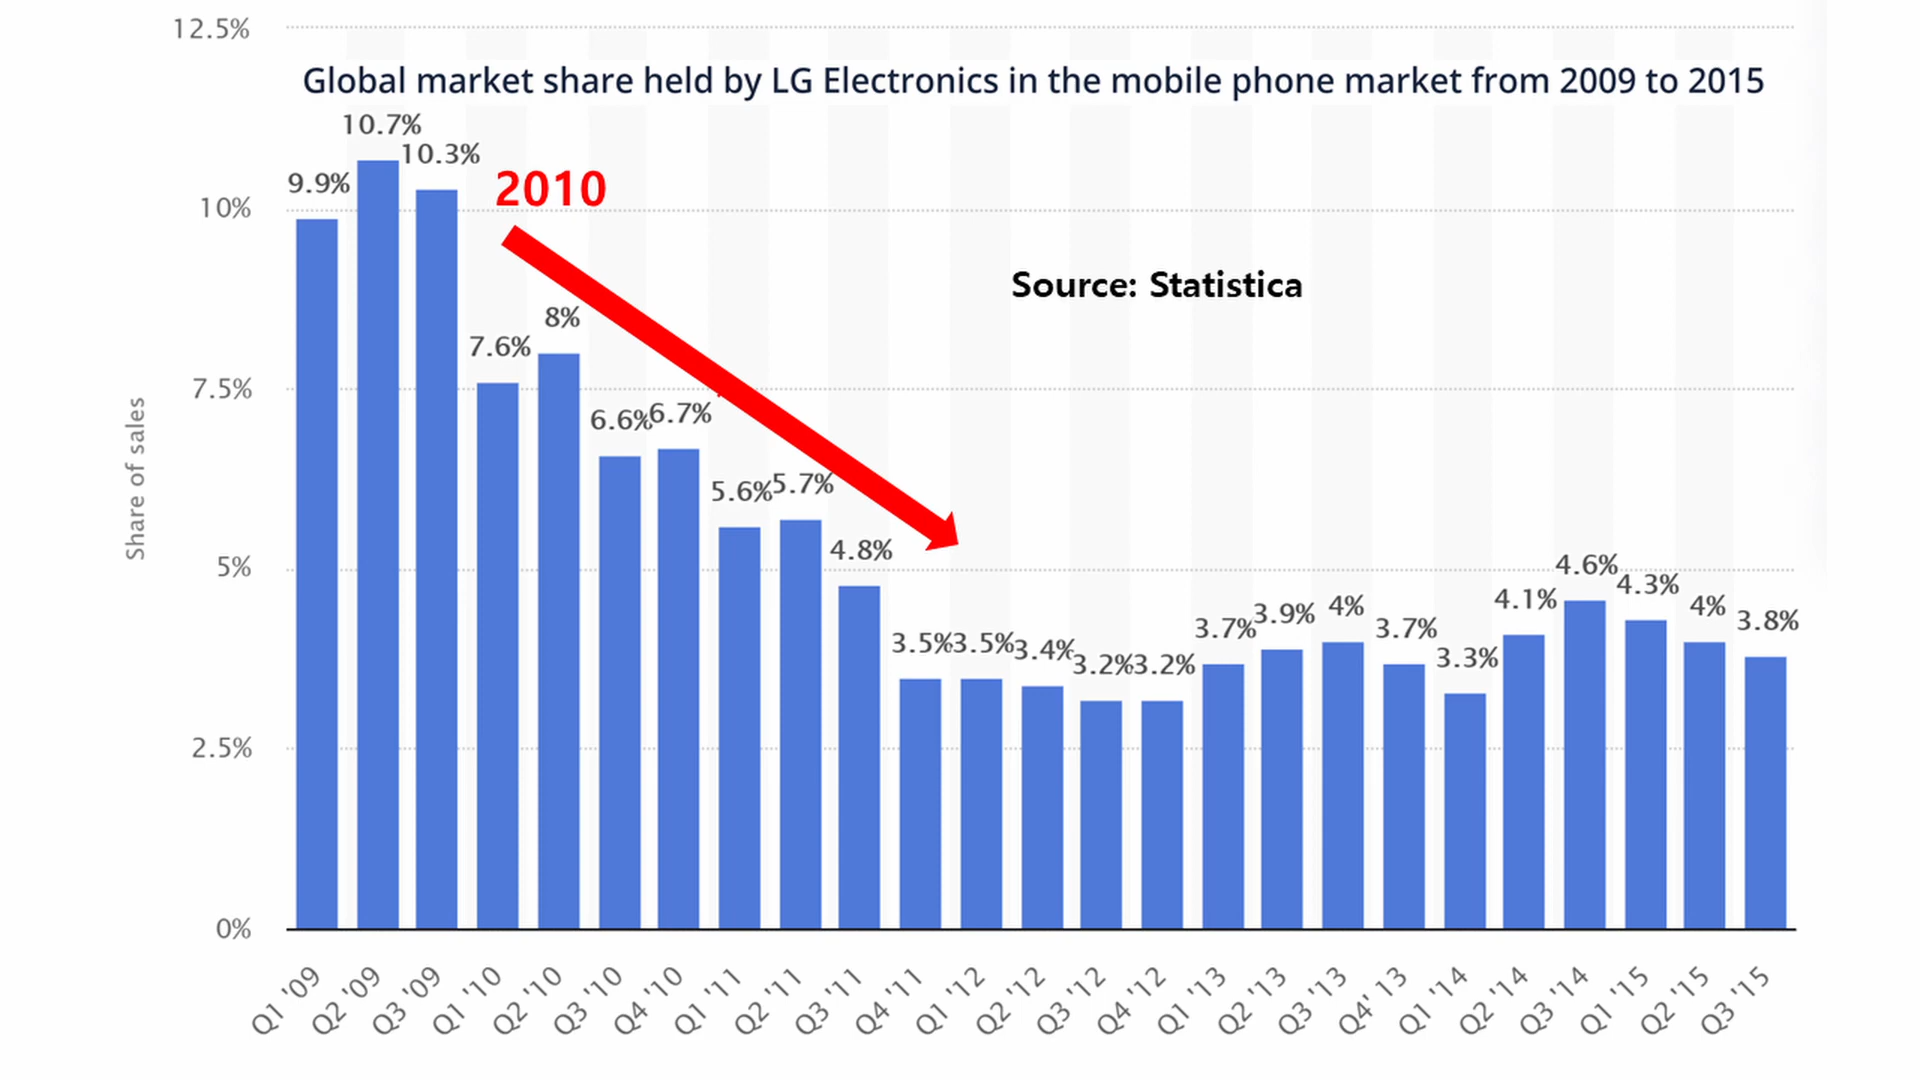 12.5%
Global market share held by LG Electronics in the mobile phone market from 2009 to 2015
10.7%
10.3%
9.9%
2010
10%
Source: Statistica
8%
7.6%
7.5%
6.6%
6.7%
5.6%
5.7%
4.8%
Share of sales
5%
4.6%
4.3%
4.1%
4%
3.8%
3.9%
4%
3.7%
3.7%
3.3%
3.5%
3.5%
3.4%
3.2%
3.2%
2.5%
0%
Q1 '09
Q2 '09
Q3 '09
Q1 '10
Q2 '10
Q3 '10
Q4 '10
Q1 '11
Q2 '11
Q3 '11
Q4 '11
Q1 '12
Q2 '12
Q3 '12
Q4 '12
Q1 '13
Q2 '13
Q3 '13
Q4' 13
Q1 '14
Q2 '14
Q3 '14
Q1 '15
Q2 '15
Q3 '15